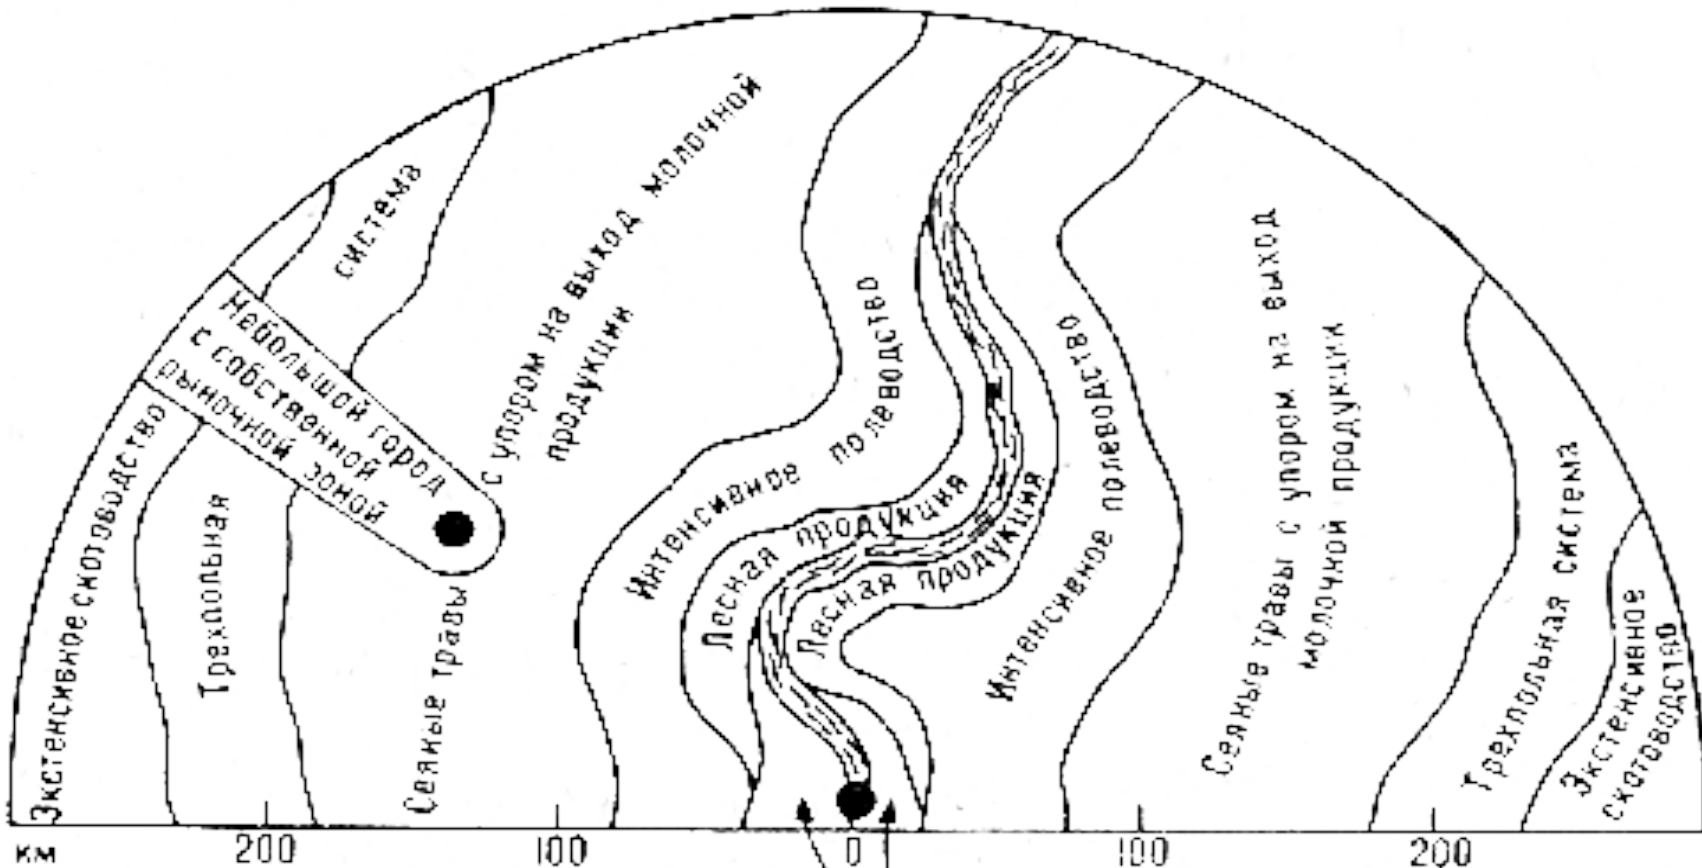 система
с упором на выход молочной
продукции
Небольшой город
с собственной
рыночной зоной
Экстенсивное скотоводство
Трехпольная
Сеяные травы
Интенсивное полеводство
Лесная продукция
Лесная продукция
Интенсивное полеводство
Сеяные травы с упором на выход
молочной продукции
Трехпольная система
Экстенсивное
скотоводство
км 200 100 0 100 200